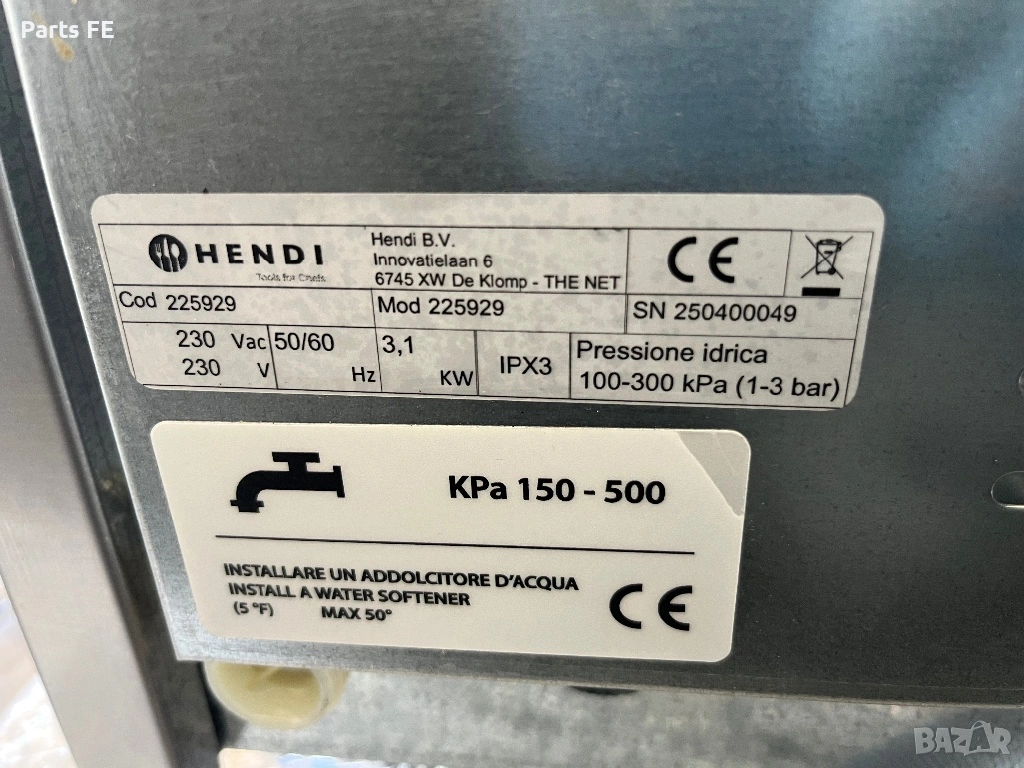 Parts FE
HENDI
Tools for Chefs
Hendi B.V.
Innovatielaan 6
6745 XW De Klomp - THE NET
CE
Cod 225929
Mod 225929
SN 250400049
230 Vac
230 V
50/60
Hz
3,1
KW
IPX3
Pressione idrica
100-300 kPa (1-3 bar)
KPa 150 - 500
INSTALLARE UN ADDOLCITORE D'ACQUA
INSTALL A WATER SOFTENER
(5 °F) MAX 50°
CE
BAZAR